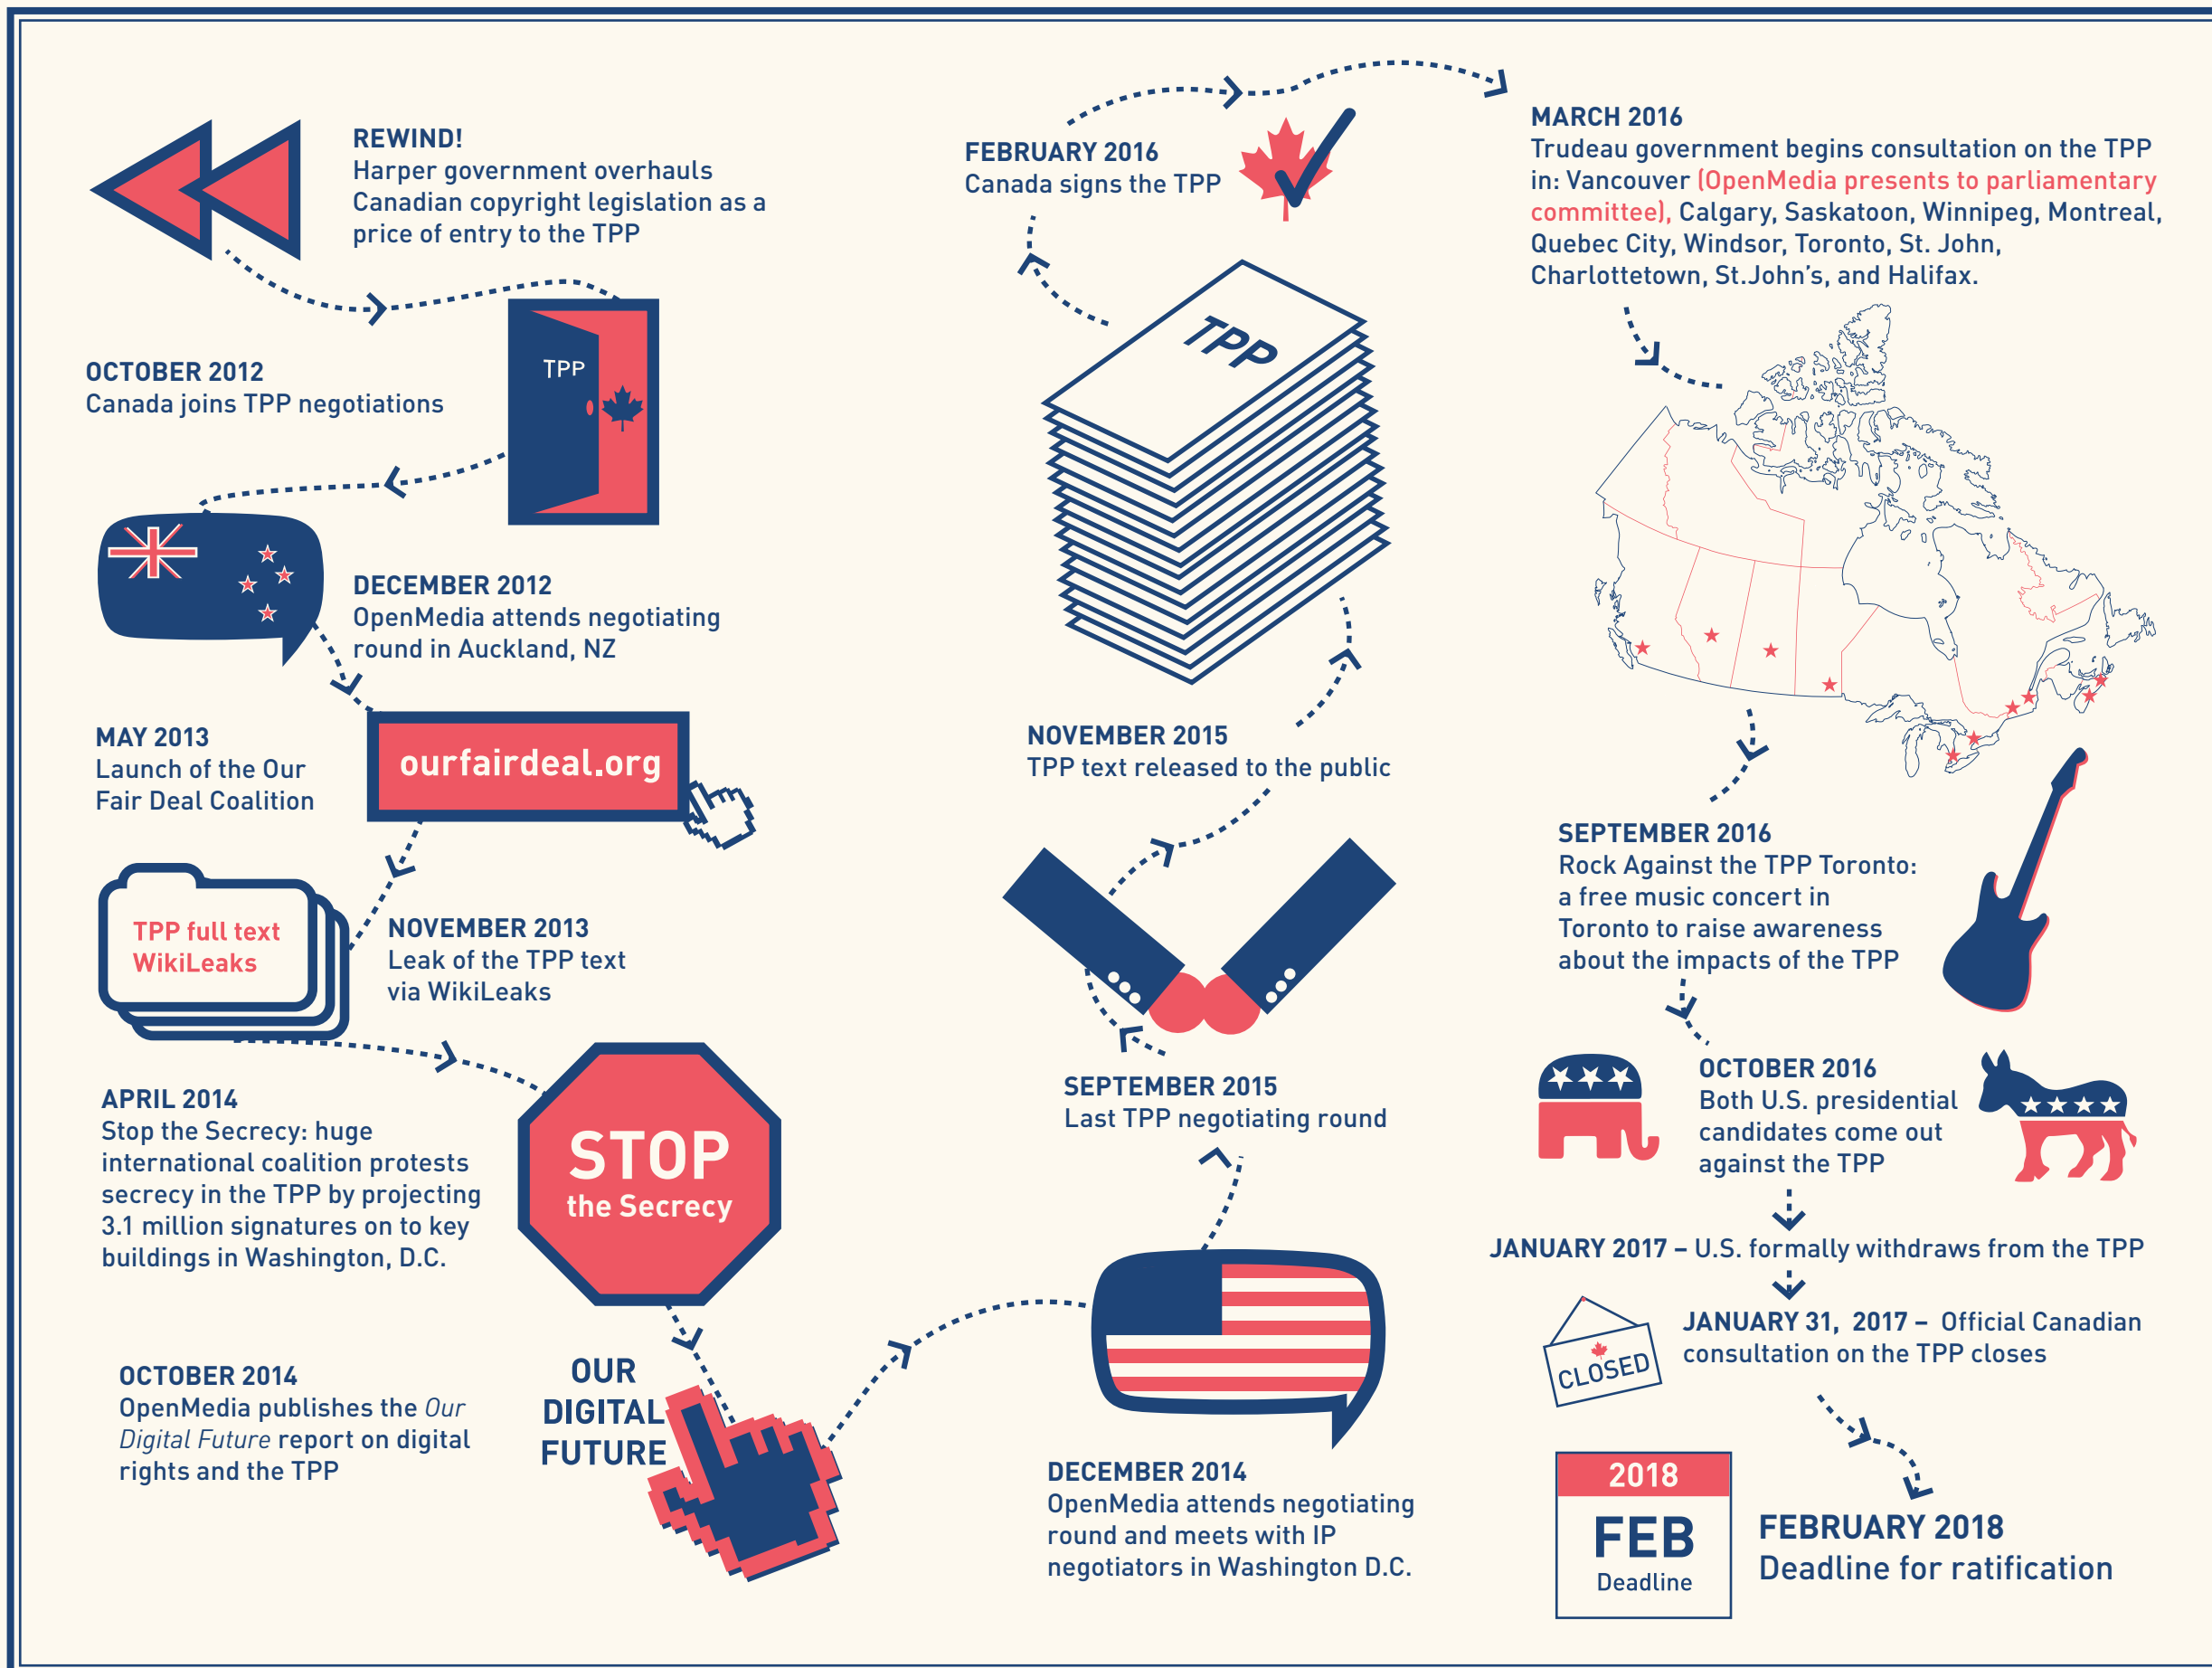 REWIND!
Harper government overhauls
Canadian copyright legislation as a
price of entry to the TPP
OCTOBER 2012
Canada joins TPP negotiations
TPP
DECEMBER 2012
OpenMedia attends negotiating
round in Auckland, NZ
MAY 2013
Launch of the Our
Fair Deal Coalition
ourfairdeal.org
TPP full text
WikiLeaks
NOVEMBER 2013
Leak of the TPP text
via WikiLeaks
APRIL 2014
Stop the Secrecy: huge
international coalition protests
secrecy in the TPP by projecting
3.1 million signatures on to key
buildings in Washington, D.C.
STOP
the Secrecy
OCTOBER 2014
OpenMedia publishes the Our
Digital Future report on digital
rights and the TPP
OUR
DIGITAL
FUTURE
DECEMBER 2014
OpenMedia attends negotiating
round and meets with IP
negotiators in Washington D.C.
SEPTEMBER 2015
Last TPP negotiating round
NOVEMBER 2015
TPP text released to the public
TPP
FEBRUARY 2016
Canada signs the TPP
MARCH 2016
Trudeau government begins consultation on the TPP
in: Vancouver (OpenMedia presents to parliamentary
committee), Calgary, Saskatoon, Winnipeg, Montreal,
Quebec City, Windsor, Toronto, St. John,
Charlottetown, St.John's, and Halifax.
SEPTEMBER 2016
Rock Against the TPP Toronto:
a free music concert in
Toronto to raise awareness
about the impacts of the TPP
OCTOBER 2016
Both U.S. presidential
candidates come out
against the TPP
JANUARY 2017 – U.S. formally withdraws from the TPP
JANUARY 31, 2017 – Official Canadian
consultation on the TPP closes
CLOSED
2018
FEB
Deadline
FEBRUARY 2018
Deadline for ratification